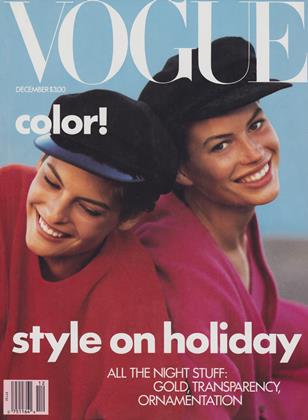 VOGUE
DECEMBER $3.00
color!
style on holiday
ALL THE NIGHT STUFF:
GOLD, TRANSPARENCY,
ORNAMENTATION